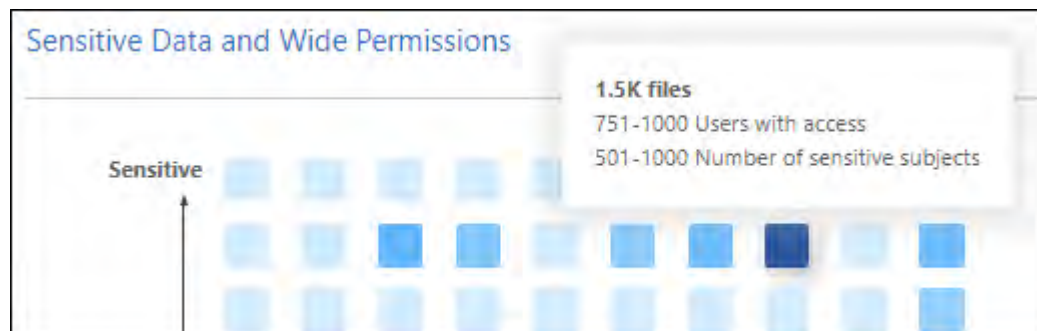 Sensitive Data and Wide Permissions
1.5K files
751-1000 Users with access
501-1000 Number of sensitive subjects
Sensitive